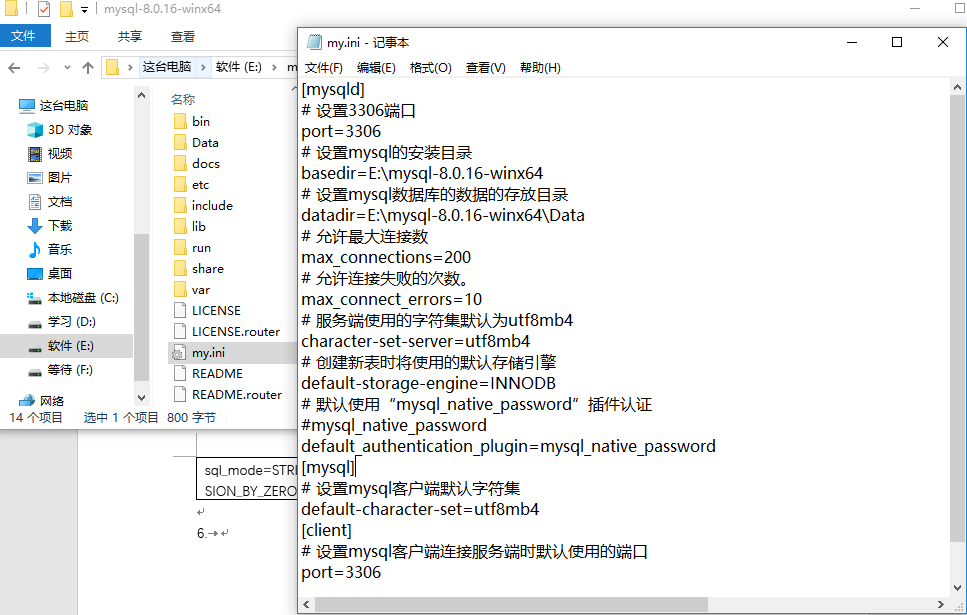 mysql-8.0.16-winx64
文件 主页 共享 查看
这台电脑 软件 (E:)
这台电脑
3D 对象
视频
图片
文档
下载
音乐
桌面
本地磁盘 (C:)
学习 (D:)
软件 (E:)
等待 (F:)
网络
名称
bin
Data
docs
etc
include
lib
run
share
var
LICENSE
LICENSE.router
my.ini
README
README.router
14 个项目 选中 1 个项目 800 字节
sql_mode=STRI
SION_BY_ZERO
6.
my.ini - 记事本
文件(F) 编辑(E) 格式(O) 查看(V) 帮助(H)
[mysqld]
# 设置3306端口
port=3306
# 设置mysql的安装目录
basedir=E:\mysql-8.0.16-winx64
# 设置mysql数据库的数据的存放目录
datadir=E:\mysql-8.0.16-winx64\Data
# 允许最大连接数
max_connections=200
# 允许连接失败的次数。
max_connect_errors=10
# 服务端使用的字符集默认为utf8mb4
character-set-server=utf8mb4
# 创建新表时将使用的默认存储引擎
default-storage-engine=INNODB
# 默认使用“mysql_native_password”插件认证
#mysql_native_password
default_authentication_plugin=mysql_native_password
[mysql]
# 设置mysql客户端默认字符集
default-character-set=utf8mb4
[client]
# 设置mysql客户端连接服务端时默认使用的端口
port=3306